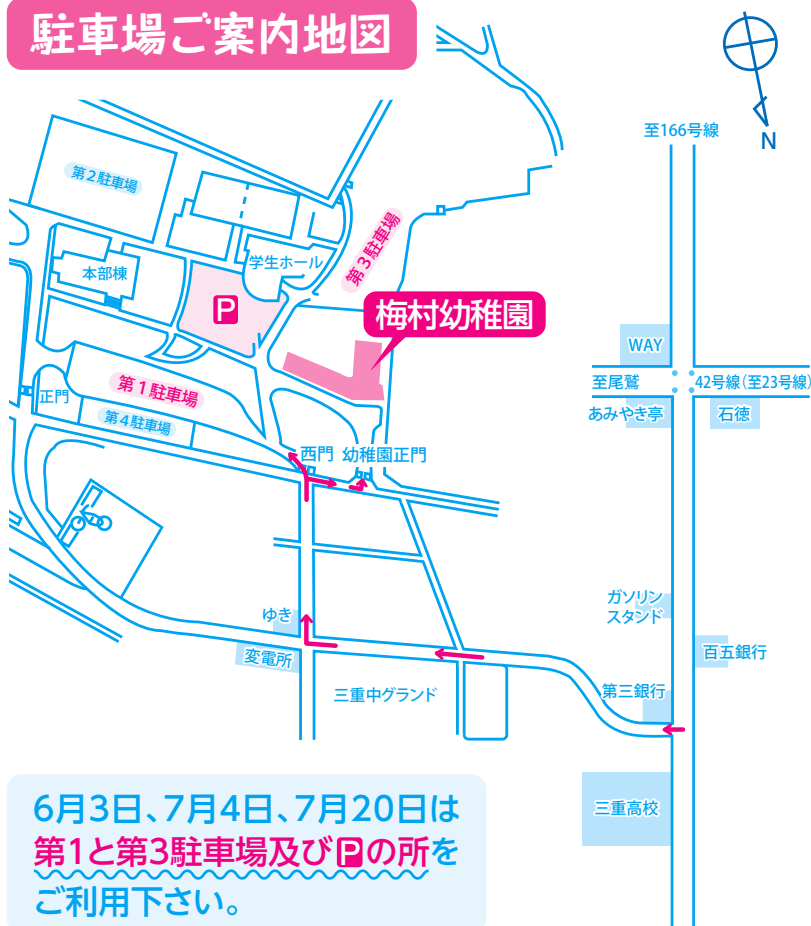 駐車場ご案内地図
N
至166号線
第2駐車場
第3駐車場
学生ホール
本部棟
P
梅村幼稚園
WAY
至尾鷲
42号線(至23号線)
あみやき亭
石徳
第1駐車場
正門
第4駐車場
西門
幼稚園正門
ガソリン
スタンド
ゆき
変電所
百五銀行
第三銀行
三重中グランド
三重高校
6月3日、7月4日、7月20日は
第1と第3駐車場及びPの所を
ご利用下さい。